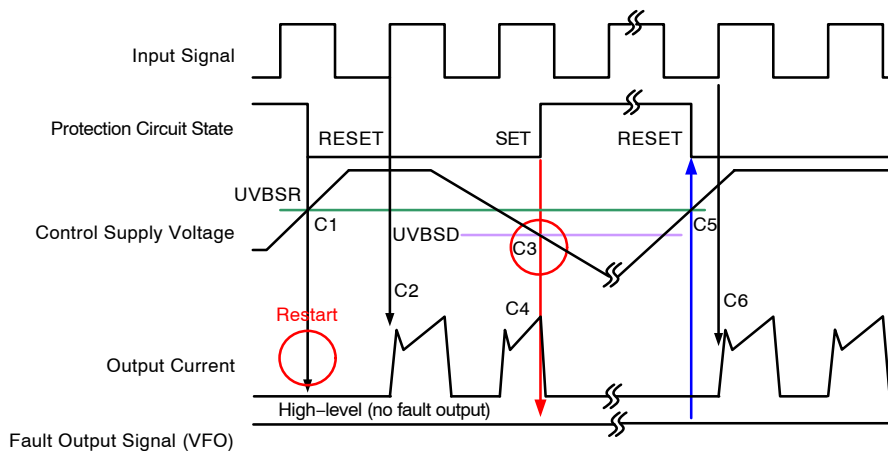 Input Signal
Protection Circuit State
RESET
SET
RESET
UVBSR
C1
C5
Control Supply Voltage
UVBSD
C3
C2
C4
C6
Restart
Output Current
High-level (no fault output)
Fault Output Signal (VFO)